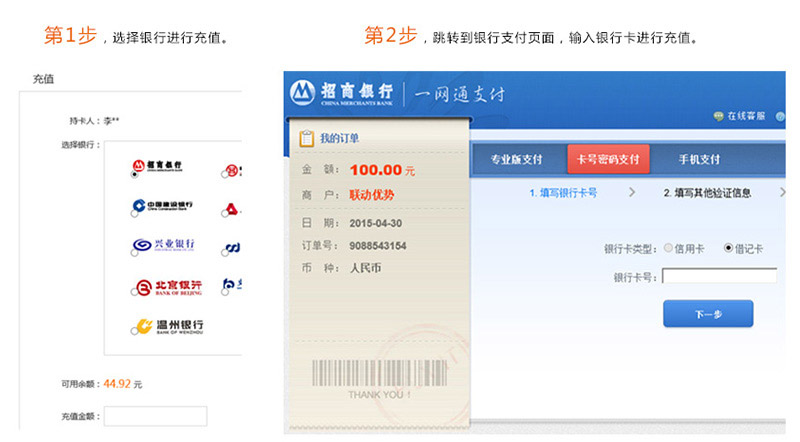 第1步，选择银行进行充值。
充值
持卡人：李**
选择银行：
招商银行
中国建设银行
China Construction Bank
兴业银行
北京银行
BANK OF BEIJING
温州银行
BANK OF WENZHOU
可用余额：44.92 元
充值金额：
第2步，跳转到银行支付页面，输入银行卡进行充值。
招商银行
CHINA MERCHANTS BANK
一网通支付
在线客服
我的订单
金 额：100.00 元
商 户：联动优势
日 期：2015-04-30
订单号：9088543154
币 种：人民币
THANK YOU !
专业版支付 卡号密码支付 手机支付
1. 填写银行卡号 2. 填写其他验证信息
银行卡类型：信用卡 借记卡
银行卡号：
下一步